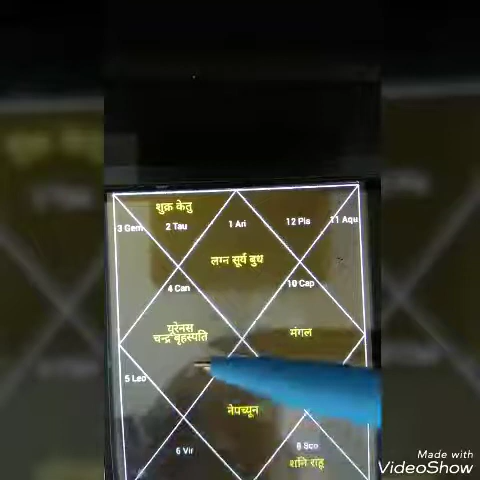 शुक्र केतु
3 Gem
2 Tau
1 Ari
12 Pis
11 Aqu
लग्न सूर्य बुध
4 Can
10 Cap
यूरेनस
चन्द्र बृहस्पति
मंगल
5 Leo
नेपच्यून
6 Vir
8 Sco
शनि राहू
Made with
VideoShow